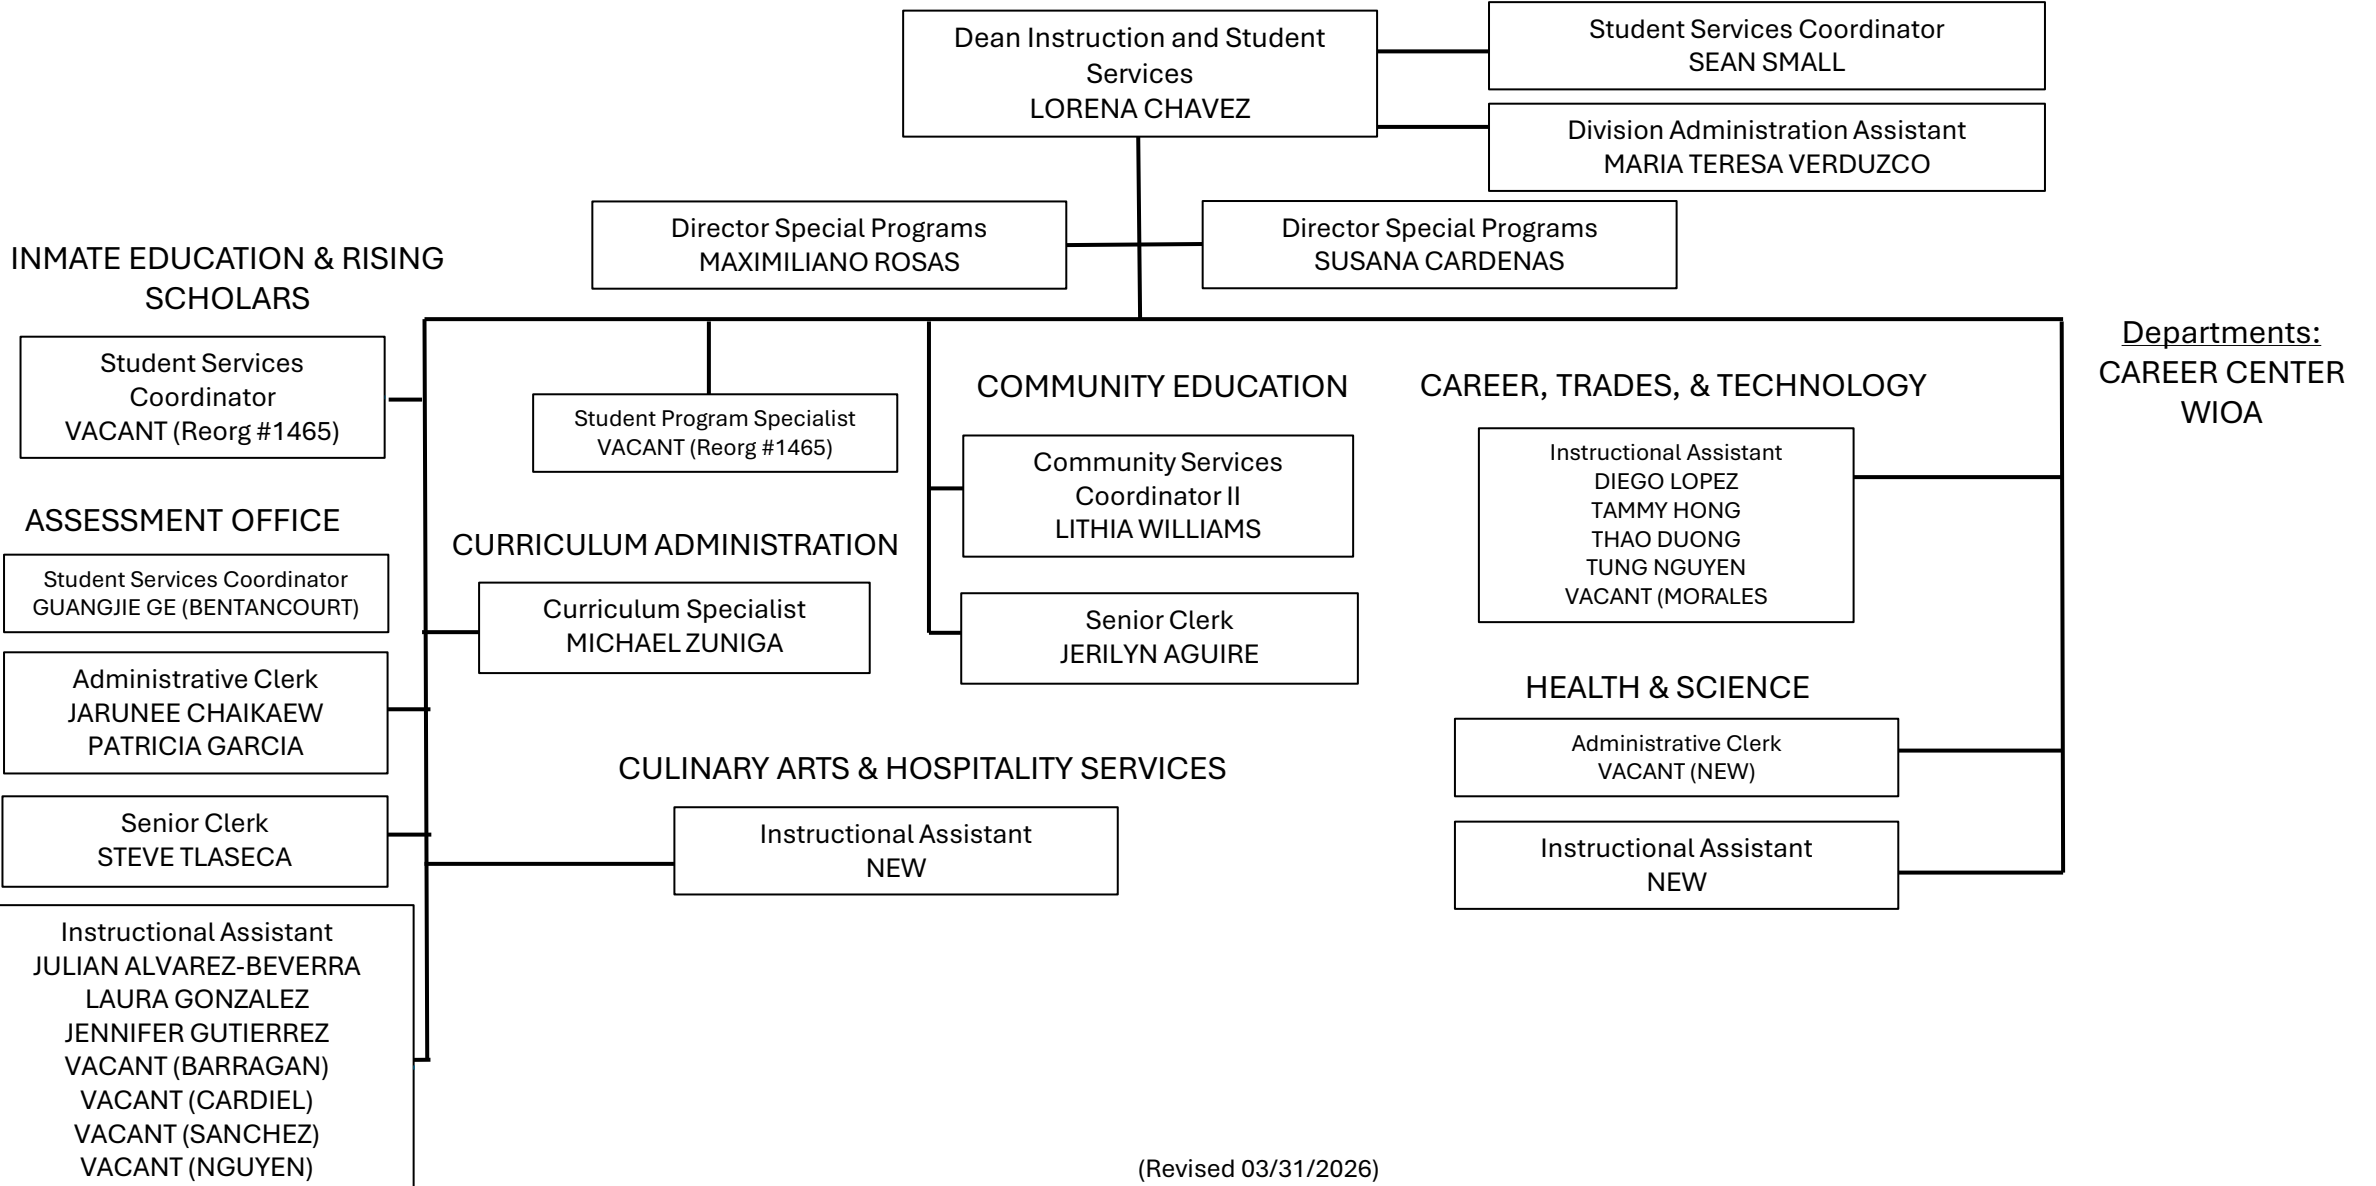 Dean Instruction and Student
Services
LORENA CHAVEZ
Student Services Coordinator
SEAN SMALL
Division Administration Assistant
MARIA TERESA VERDUZCO
Director Special Programs
MAXIMILIANO ROSAS
Director Special Programs
SUSANA CARDENAS
INMATE EDUCATION & RISING
SCHOLARS
Student Services
Coordinator
VACANT (Reorg #1465)
ASSESSMENT OFFICE
Student Services Coordinator
GUANGJIE GE (BENTANCOURT)
Administrative Clerk
JARUNEE CHAIKAEW
PATRICIA GARCIA
Senior Clerk
STEVE TLASECA
Instructional Assistant
JULIAN ALVAREZ-BEVERRA
LAURA GONZALEZ
JENNIFER GUTIERREZ
VACANT (BARRAGAN)
VACANT (CARDIEL)
VACANT (SANCHEZ)
VACANT (NGUYEN)
Student Program Specialist
VACANT (Reorg #1465)
CURRICULUM ADMINISTRATION
Curriculum Specialist
MICHAEL ZUNIGA
COMMUNITY EDUCATION
Community Services
Coordinator II
LITHIA WILLIAMS
Senior Clerk
JERILYN AGUIRE
CULINARY ARTS & HOSPITALITY SERVICES
Instructional Assistant
NEW
CAREER, TRADES, & TECHNOLOGY
Instructional Assistant
DIEGO LOPEZ
TAMMY HONG
THAO DUONG
TUNG NGUYEN
VACANT (MORALES
HEALTH & SCIENCE
Administrative Clerk
VACANT (NEW)
Instructional Assistant
NEW
Departments:
CAREER CENTER
WIOA
(Revised 03/31/2026)